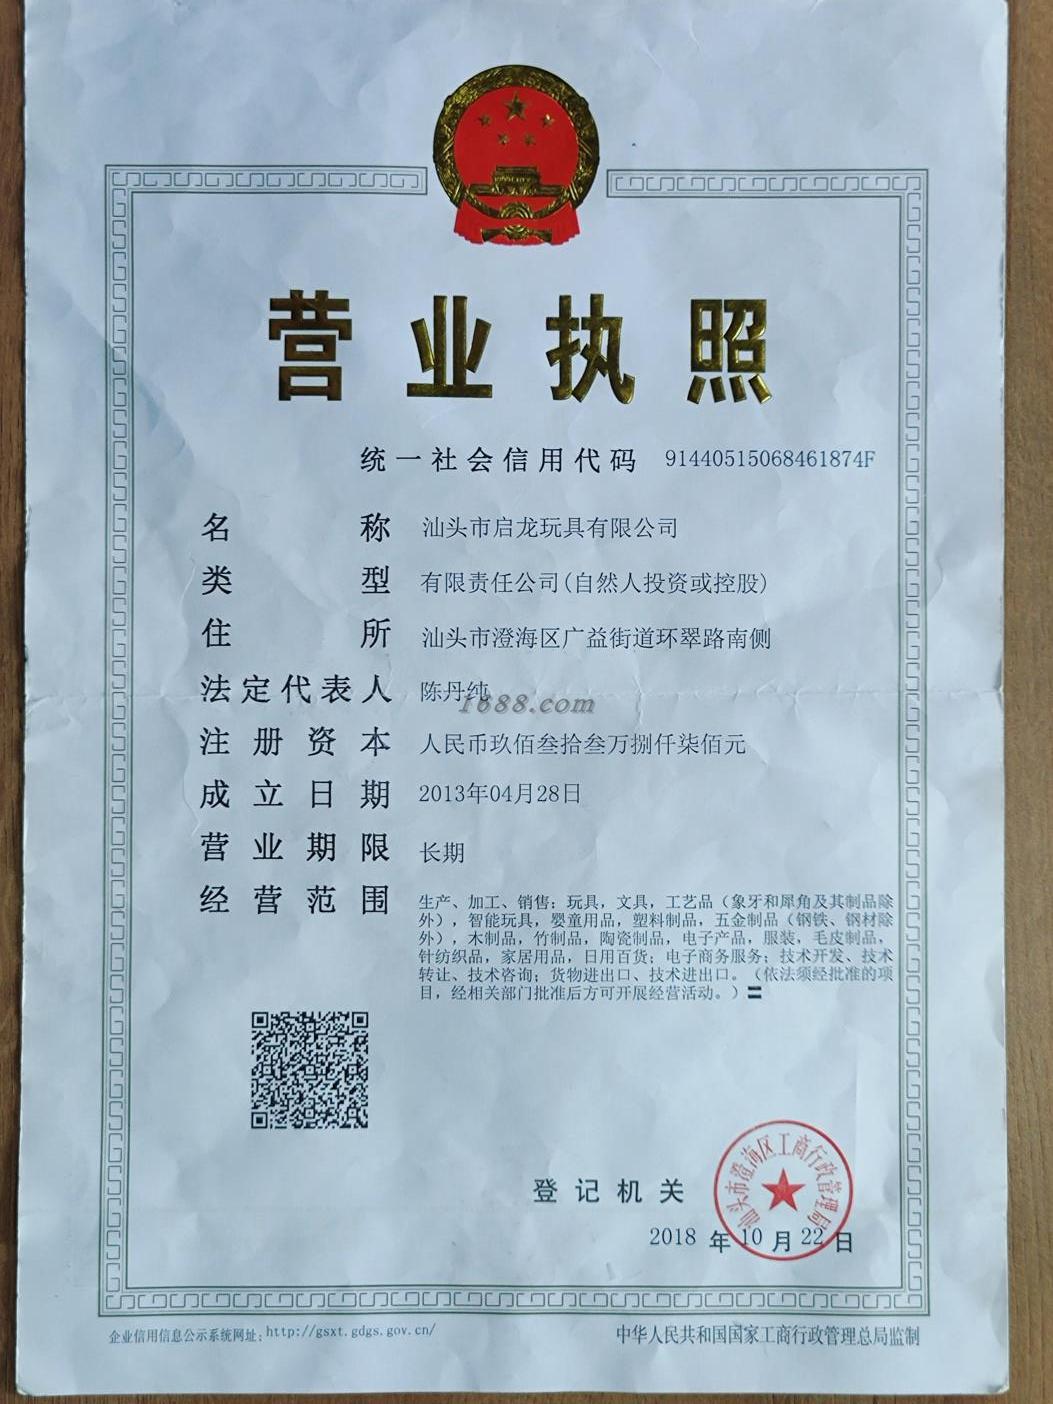 营业执照
统一社会信用代码 91440515068461874F
名称 汕头市启龙玩具有限公司
类型 有限责任公司(自然人投资或控股)
住所 汕头市澄海区广益街道环翠路南侧
法定代表人 陈丹纯
1688.com
注册资本 人民币玖佰叁拾叁万捌仟柒佰元
成立日期 2013年04月28日
营业期限 长期
经营范围 生产、加工、销售：玩具，文具，工艺品（象牙和犀角及其制品除
外），智能玩具，婴童用品，塑料制品，五金制品（钢铁、钢材除
外），木制品，竹制品，陶瓷制品，电子产品，服装，毛皮制品，
针纺织品，家居用品，日用百货；电子商务服务；技术开发、技术
转让、技术咨询；货物进出口、技术进出口。（依法须经批准的项
目，经相关部门批准后方可开展经营活动。）〓
登记机关
汕头市澄海区工商行政管理局
2018 年 10 月 22 日
企业信用信息公示系统网址：http://gsxt.gdgs.gov.cn/
中华人民共和国国家工商行政管理总局监制